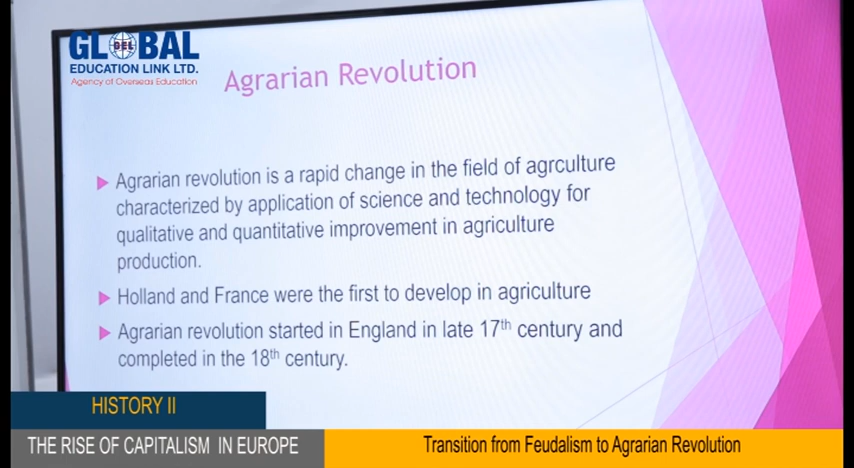 GLOBAL
GEL
EDUCATION LINK LTD.
Agency of Overseas Education
Agrarian Revolution
Agrarian revolution is a rapid change in the field of agrculture
characterized by application of science and technology for
qualitative and quantitative improvement in agriculture
production.
Holland and France were the first to develop in agriculture
Agrarian revolution started in England in late 17th century and
completed in the 18th century.
HISTORY II
THE RISE OF CAPITALISM IN EUROPE
Transition from Feudalism to Agrarian Revolution